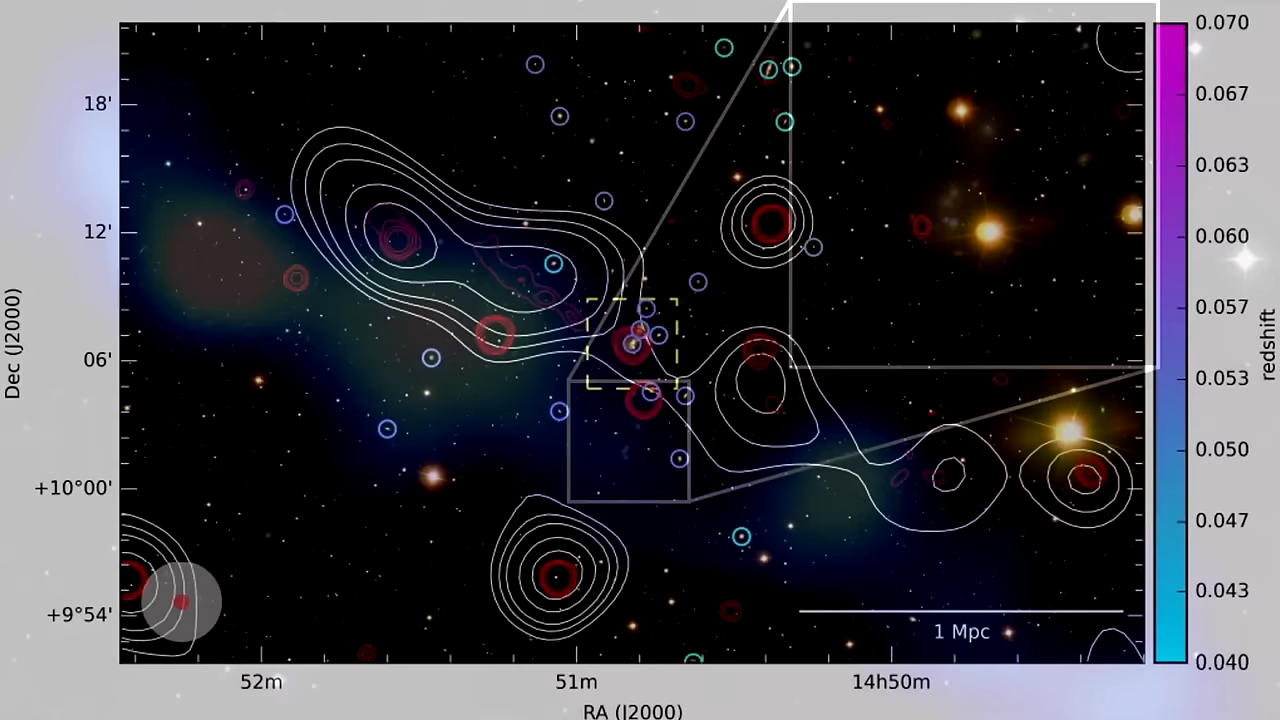 18'
12'
06'
+10°00'
+9°54'
Dec (J2000)
52m
51m
14h50m
RA (J2000)
1 Mpc
0.070
0.067
0.063
0.060
0.057
0.053
0.050
0.047
0.043
0.040
redshift